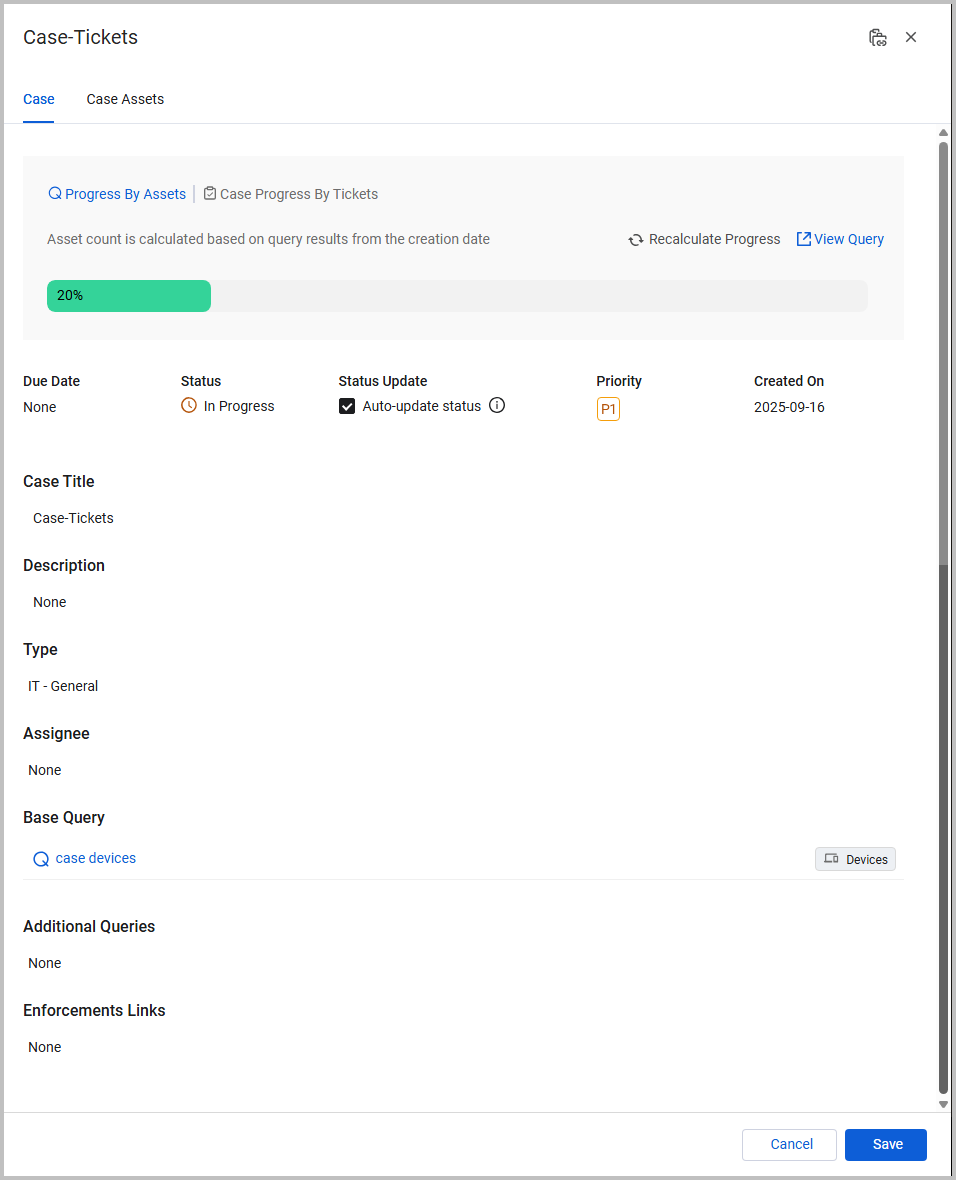 Case-Tickets
Case Case Assets
Progress By Assets Case Progress By Tickets
Asset count is calculated based on query results from the creation date Recalculate Progress View Query
20%
Due Date Status Status Update Priority Created On
None In Progress Auto-update status P1 2025-09-16
Case Title
Case-Tickets
Description
None
Type
IT - General
Assignee
None
Base Query
case devices Devices
Additional Queries
None
Enforcements Links
None
Cancel Save